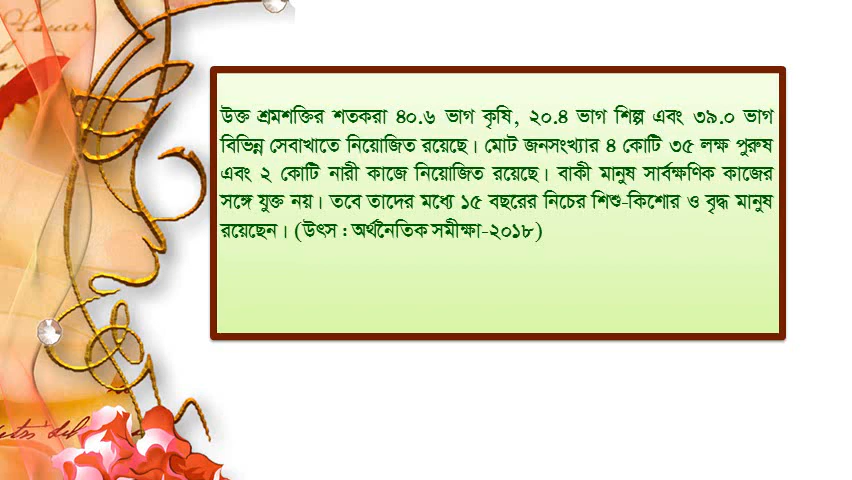 উক্ত শ্রমশক্তির শতকরা ৪০.৬ ভাগ কৃষি, ২০.৪ ভাগ শিল্প এবং ৩৯.০ ভাগ
বিভিন্ন সেবাখাতে নিয়োজিত রয়েছে। মোট জনসংখ্যার ৪ কোটি ৩৫ লক্ষ পুরুষ
এবং ২ কোটি নারী কাজে নিয়োজিত রয়েছে। বাকী মানুষ সার্বক্ষণিক কাজের
সঙ্গে যুক্ত নয়। তবে তাদের মধ্যে ১৫ বছরের নিচের শিশু-কিশোর ও বৃদ্ধ মানুষ
রয়েছেন। (উৎস : অর্থনৈতিক সমীক্ষা-২০১৮)